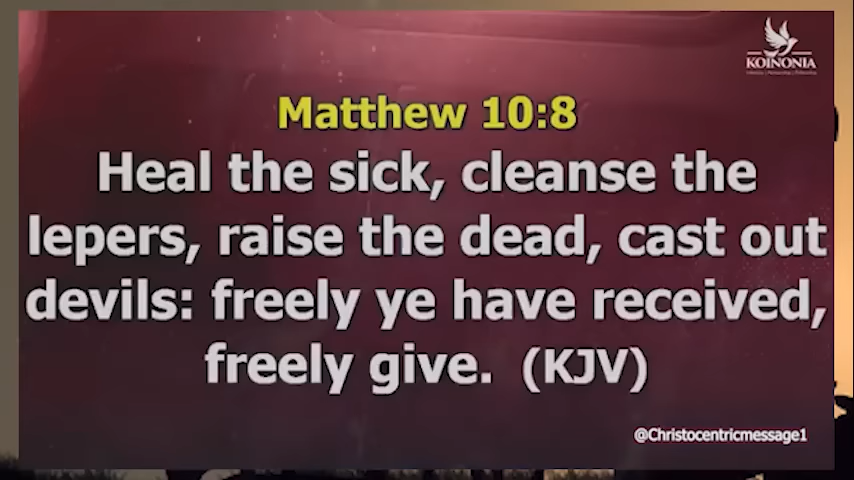 KOINONIA
Matthew 10:8
Heal the sick, cleanse the
lepers, raise the dead, cast out
devils: freely ye have received,
freely give. (KJV)
@Christocentricmessage1